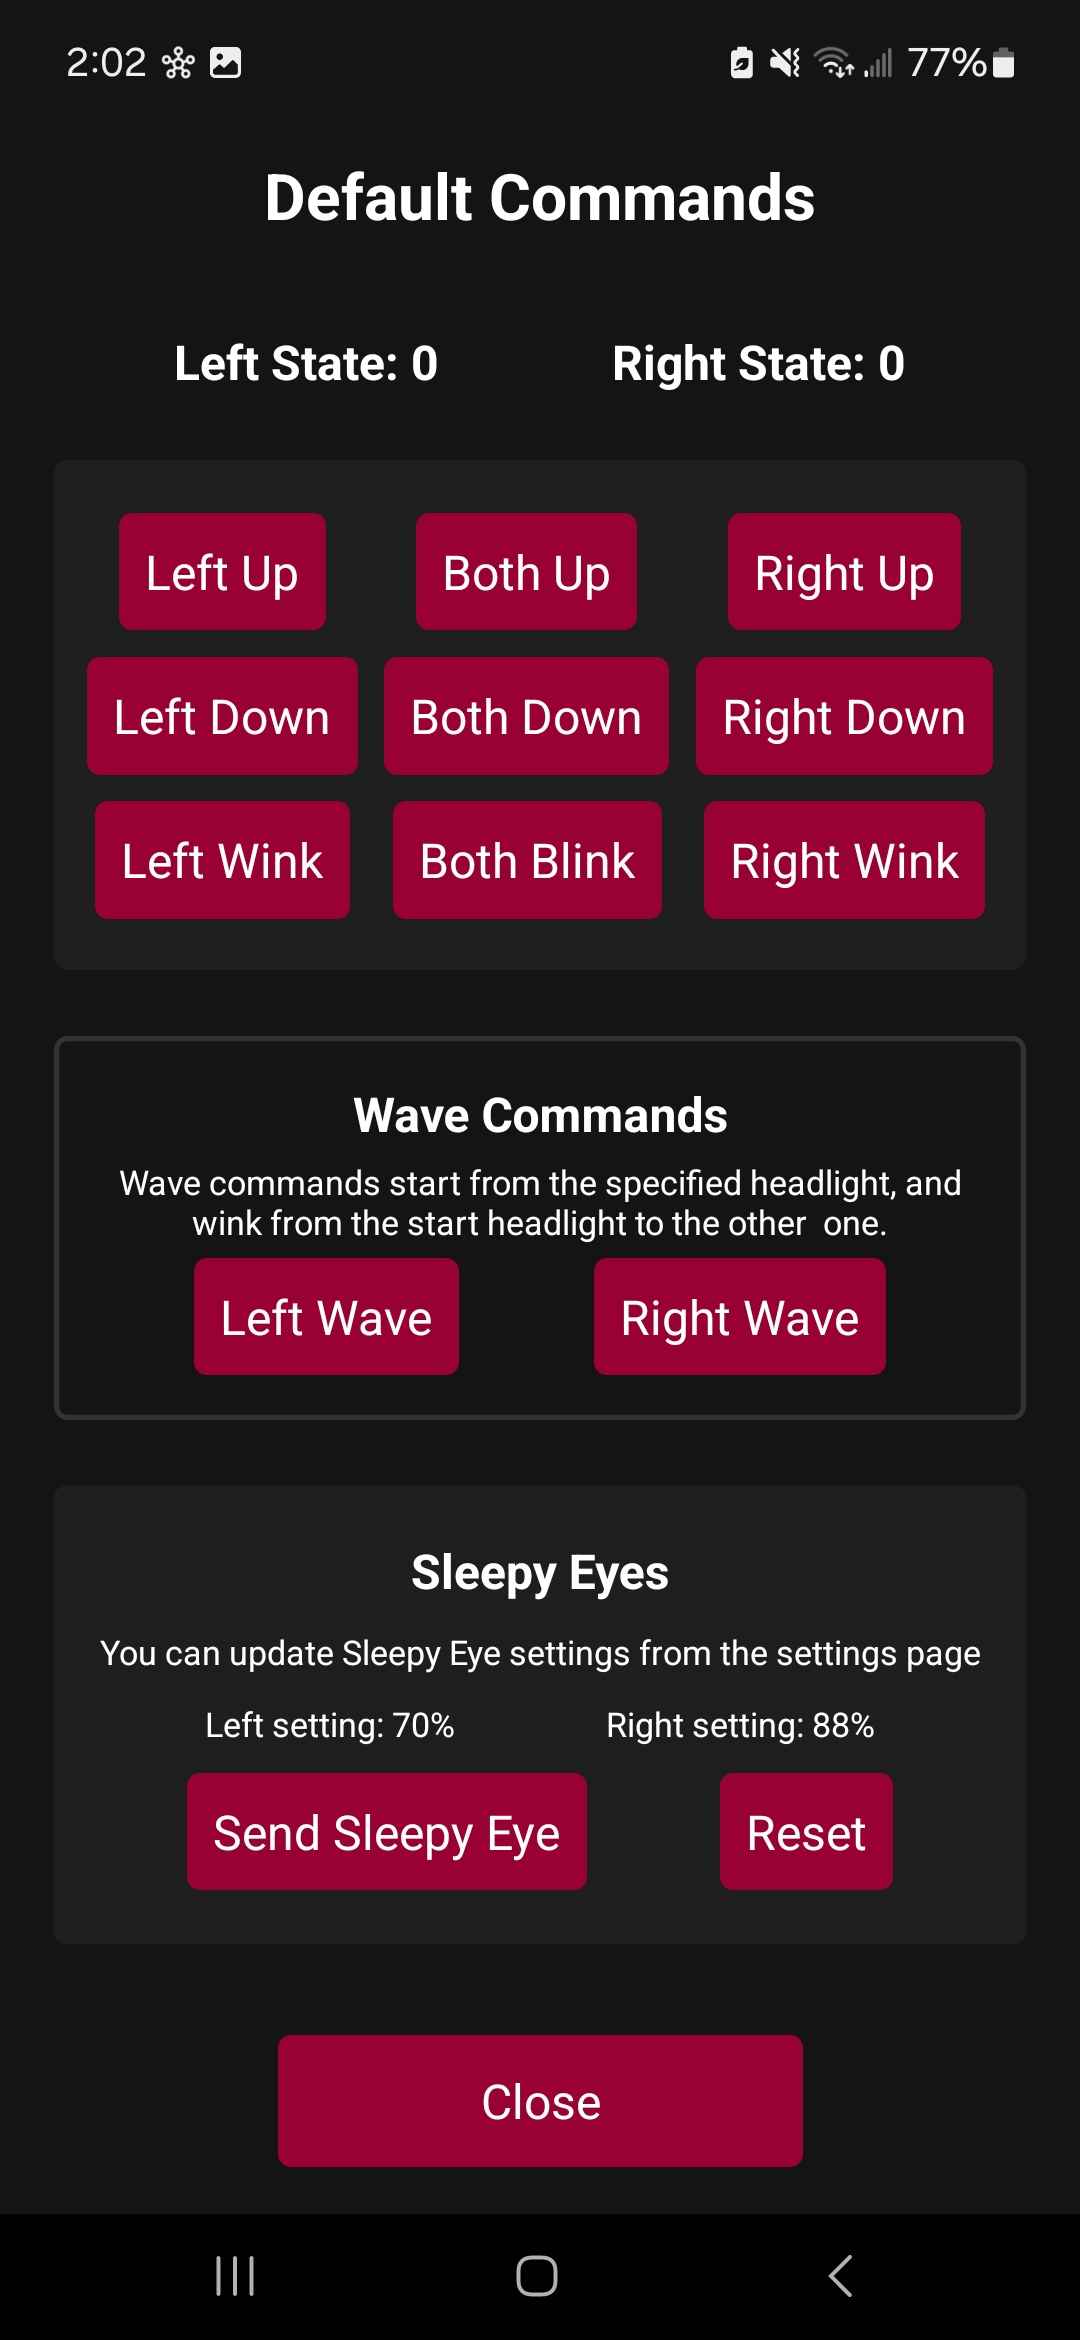 2:02 77%
Default Commands
Left State: 0 Right State: 0
Left Up Both Up Right Up
Left Down Both Down Right Down
Left Wink Both Blink Right Wink
Wave Commands
Wave commands start from the specified headlight, and
wink from the start headlight to the other  one.
Left Wave Right Wave
Sleepy Eyes
You can update Sleepy Eye settings from the settings page
Left setting: 70% Right setting: 88%
Send Sleepy Eye Reset
Close